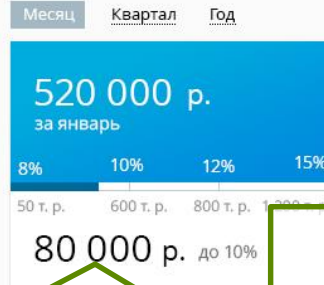 Месяц Квартал Год
520 000 р.
за январь
8% 10% 12% 15%
50 т. р. 600 т. р. 800 т. р.
80 000 р. до 10%